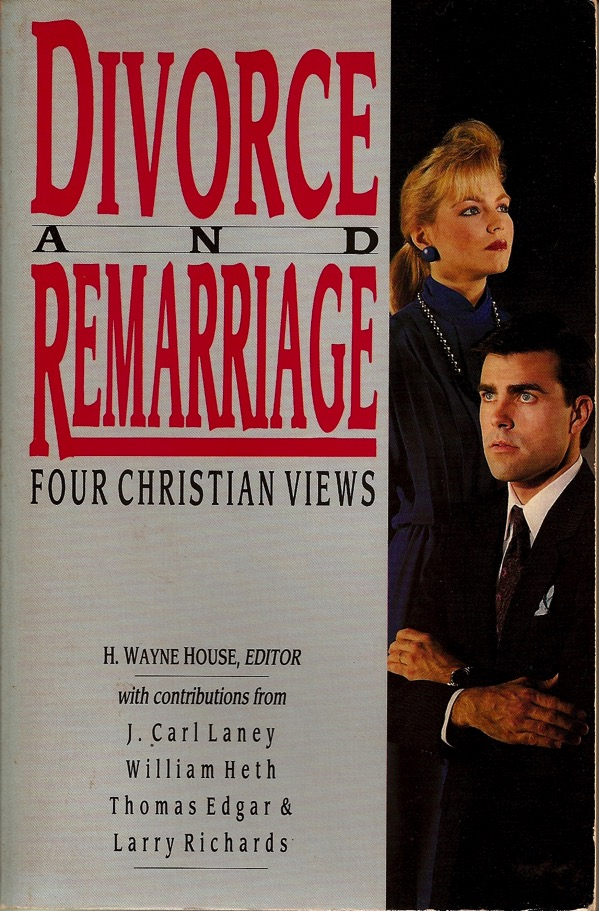 DIVORCE
AND
REMARRIAGE
FOUR CHRISTIAN VIEWS
H. WAYNE HOUSE, EDITOR
with contributions from
J. Carl Laney
William Heth
Thomas Edgar &
Larry Richards